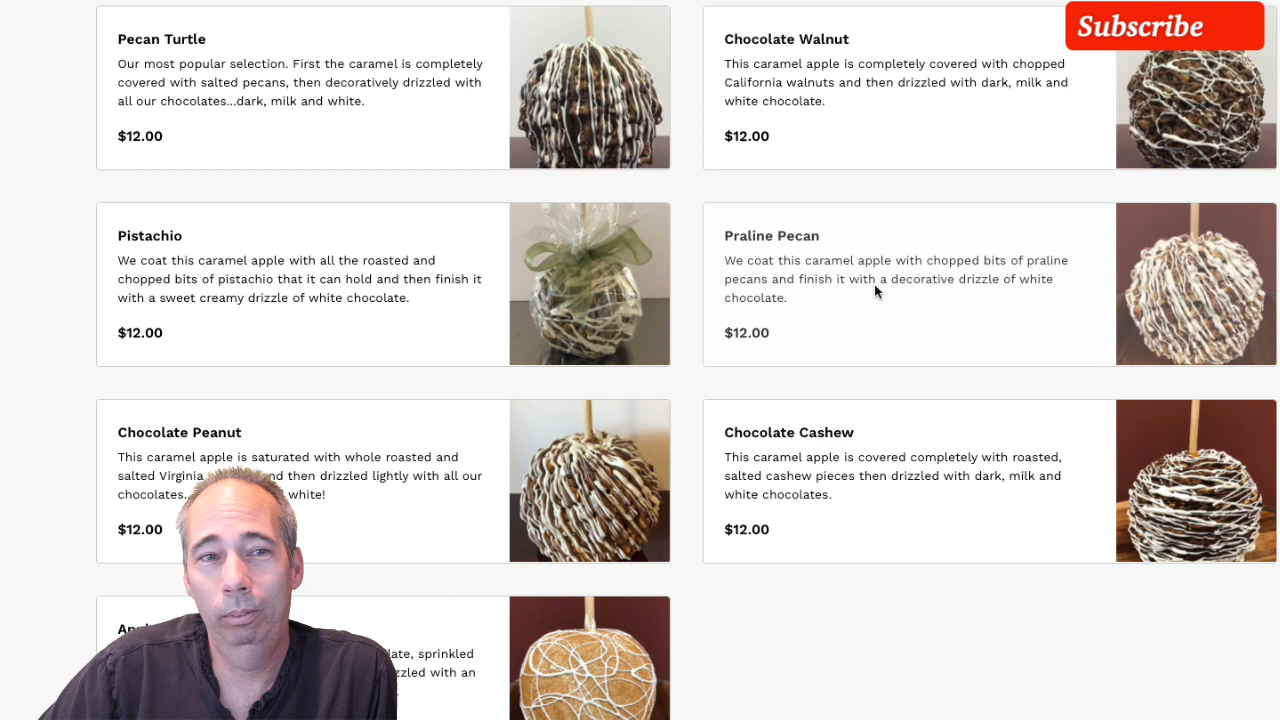 Subscribe
Pecan Turtle
Our most popular selection. First the caramel is completely
covered with salted pecans, then decoratively drizzled with
all our chocolates...dark, milk and white.
$12.00
Chocolate Walnut
This caramel apple is completely covered with chopped
California walnuts and then drizzled with dark, milk and
white chocolate.
$12.00
Pistachio
We coat this caramel apple with all the roasted and
chopped bits of pistachio that it can hold and then finish it
with a sweet creamy drizzle of white chocolate.
$12.00
Praline Pecan
We coat this caramel apple with chopped bits of praline
pecans and finish it with a decorative drizzle of white
chocolate.
$12.00
Chocolate Peanut
This caramel apple is saturated with whole roasted and
salted Virginia and then drizzled lightly with all our
chocolates.. white!
$12.00
Chocolate Cashew
This caramel apple is covered completely with roasted,
salted cashew pieces then drizzled with dark, milk and
white chocolates.
$12.00
sprinkled
with an